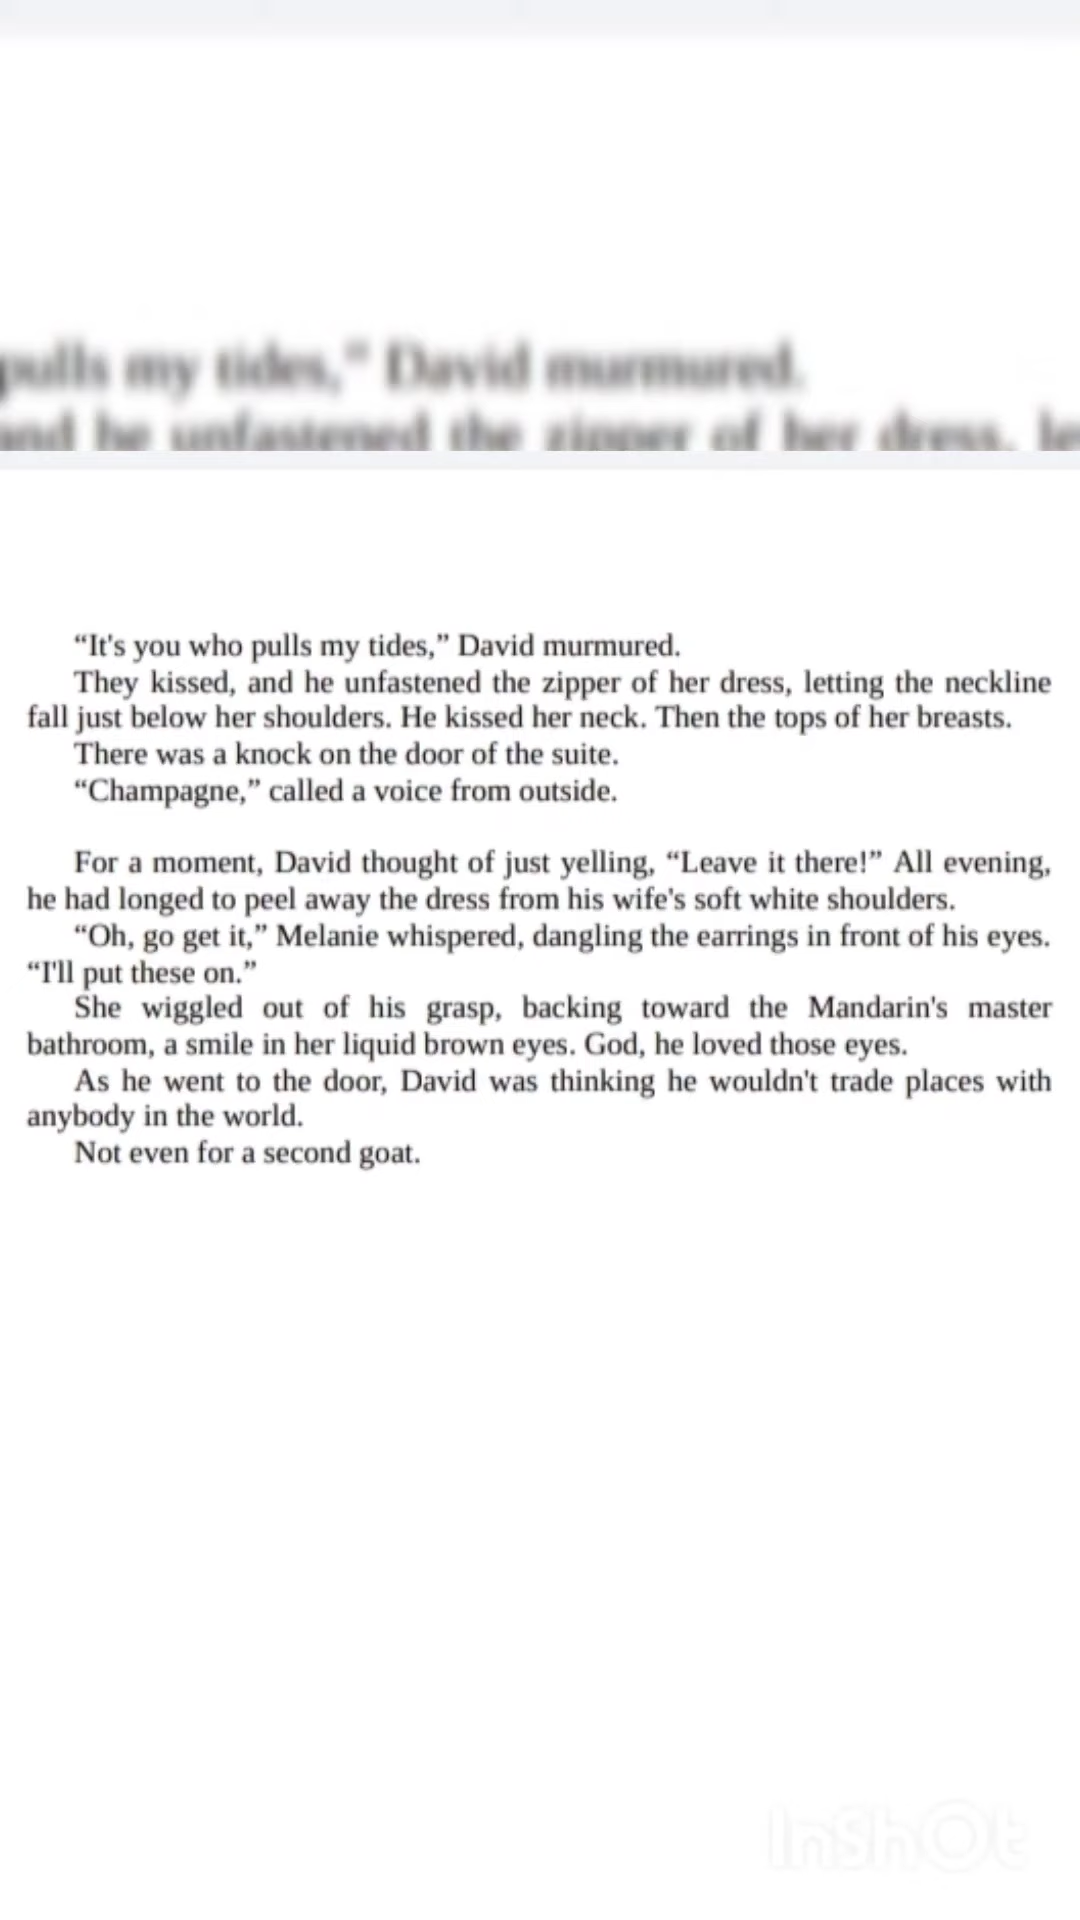 pulls my tides," David murmured.
and he unfastened the zipper of her dress, le
“It's you who pulls my tides,” David murmured.
They kissed, and he unfastened the zipper of her dress, letting the neckline
fall just below her shoulders. He kissed her neck. Then the tops of her breasts.
There was a knock on the door of the suite.
“Champagne,” called a voice from outside.
For a moment, David thought of just yelling, “Leave it there!” All evening,
he had longed to peel away the dress from his wife's soft white shoulders.
“Oh, go get it,” Melanie whispered, dangling the earrings in front of his eyes.
“I'll put these on.”
She wiggled out of his grasp, backing toward the Mandarin's master
bathroom, a smile in her liquid brown eyes. God, he loved those eyes.
As he went to the door, David was thinking he wouldn't trade places with
anybody in the world.
Not even for a second goat.
InShOt